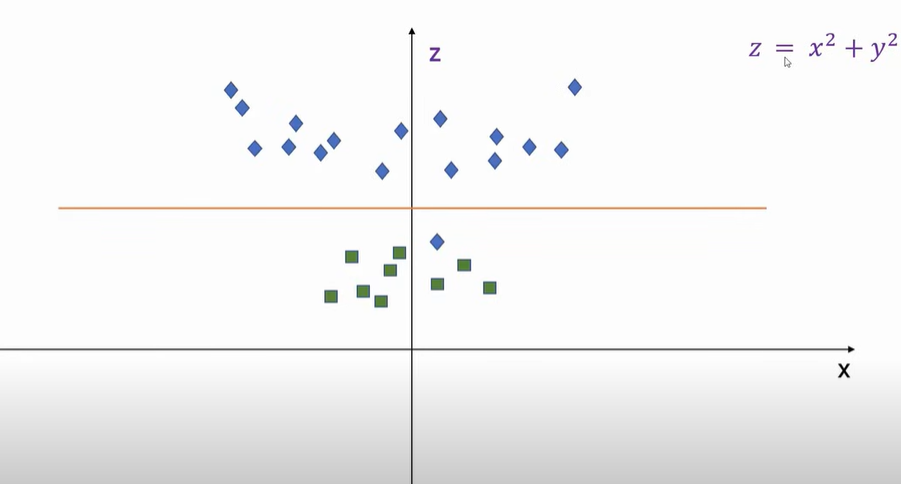 z
z = x² + y²
x